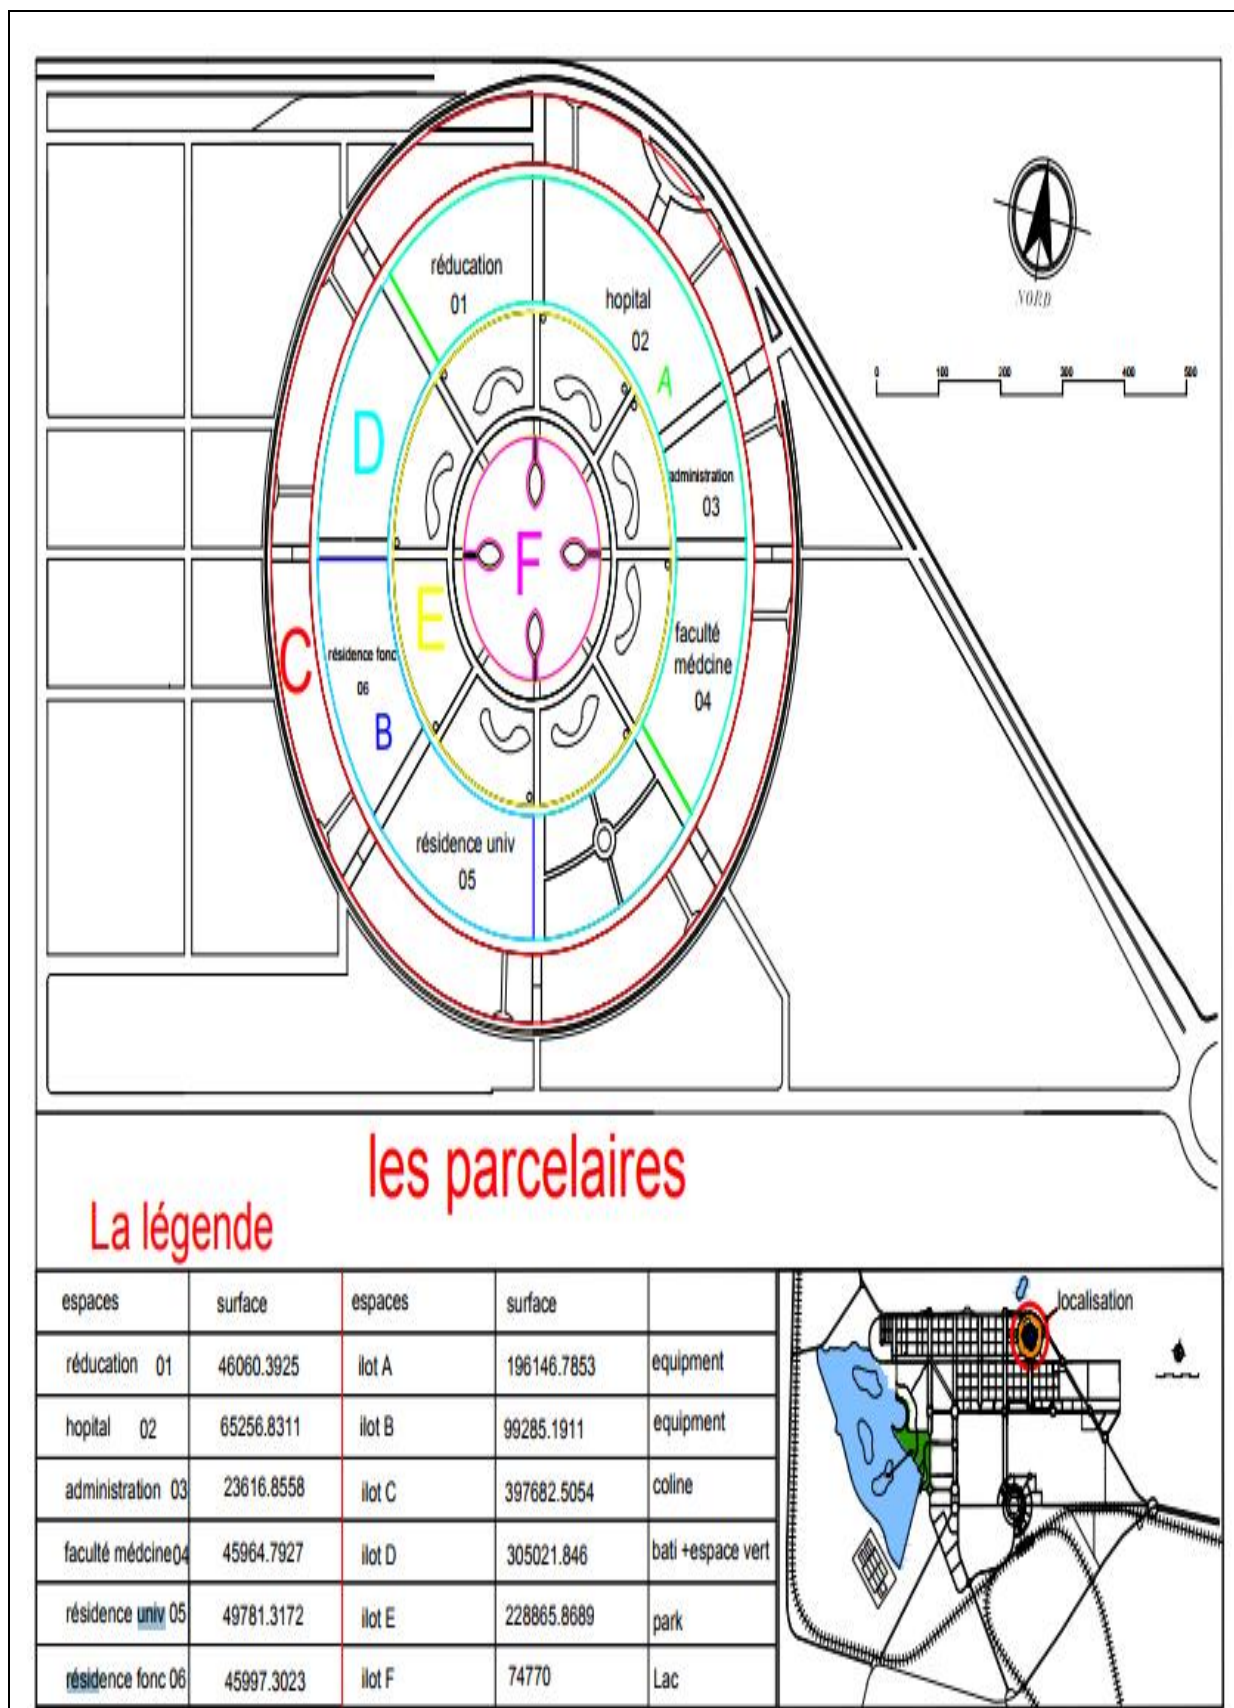 réducation
01
hopital
02
A
NORD
0 100 200 300 400 500
D
administration
03
F
E
C
faculté
médcine
04
résidence fonc
06
B
résidence univ
05
les parcelaires
La légende
espaces surface espaces surface
réducation 01 46060.3925 ilot A 196146.7853 equipment
hopital 02 65256.8311 ilot B 99285.1911 equipment
administration 03 23616.8558 ilot C 397682.5054 coline
faculté médcine04 45964.7927 ilot D 305021.846 bati +espace vert
résidence univ 05 49781.3172 ilot E 228865.8689 park
résidence fonc 06 45997.3023 ilot F 74770 Lac
localisation